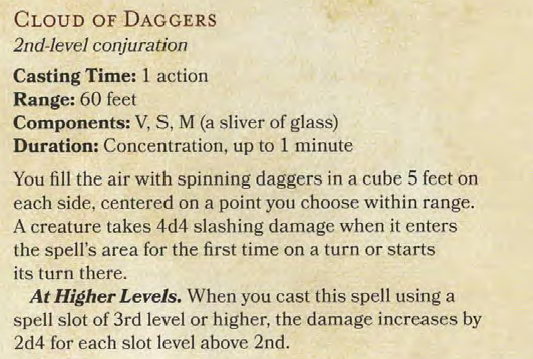 CLOUD OF DAGGERS
2nd-level conjuration
Casting Time: 1 action
Range: 60 feet
Components: V, S, M (a sliver of glass)
Duration: Concentration, up to 1 minute
You fill the air with spinning daggers in a cube 5 feet on
each side, centered on a point you choose within range.
A creature takes 4d4 slashing damage when it enters
the spell's area for the first time on a turn or starts
its turn there.
At Higher Levels. When you cast this spell using a
spell slot of 3rd level or higher, the damage increases by
2d4 for each slot level above 2nd.